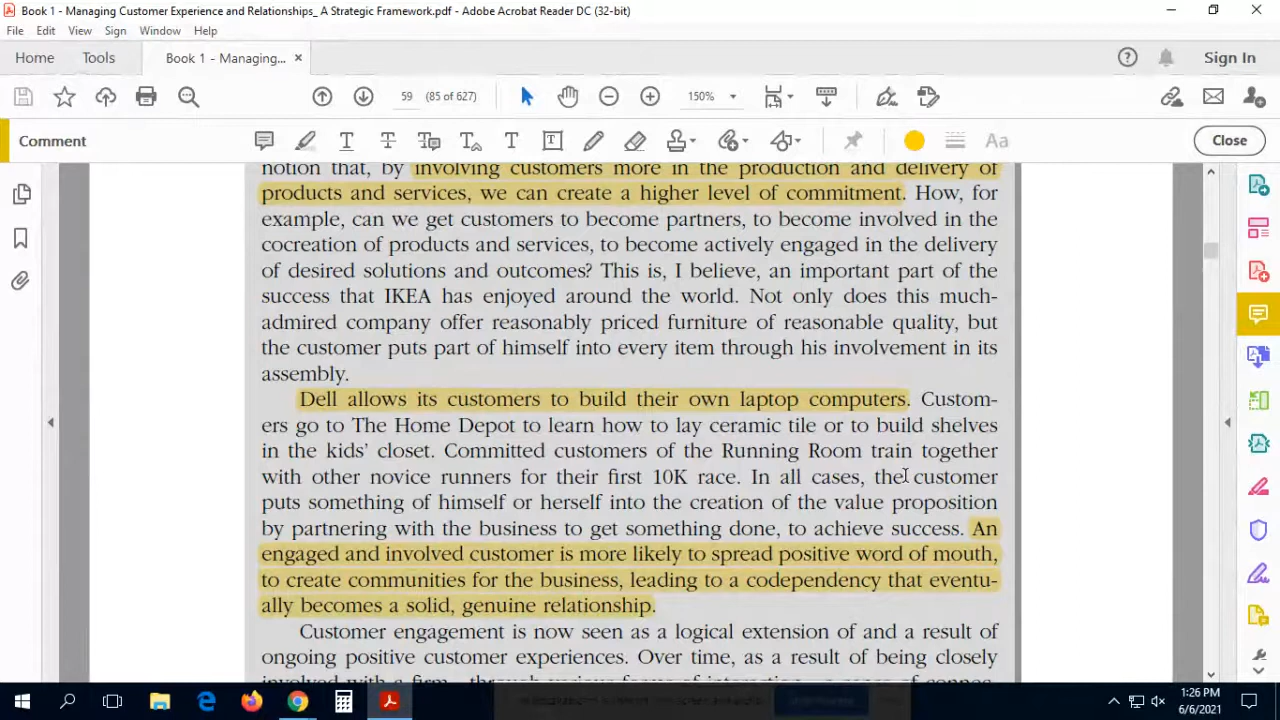 Book 1 - Managing Customer Experience and Relationships_ A Strategic Framework.pdf - Adobe Acrobat Reader DC (32-bit)
File Edit View Sign Window Help
Home Tools Book 1 - Managing... × Sign In
59 (85 of 627) 150%
Comment Close
notion that, by involving customers more in the production and delivery of
products and services, we can create a higher level of commitment. How, for
example, can we get customers to become partners, to become involved in the
cocreation of products and services, to become actively engaged in the delivery
of desired solutions and outcomes? This is, I believe, an important part of the
success that IKEA has enjoyed around the world. Not only does this much-
admired company offer reasonably priced furniture of reasonable quality, but
the customer puts part of himself into every item through his involvement in its
assembly.
Dell allows its customers to build their own laptop computers. Custom-
ers go to The Home Depot to learn how to lay ceramic tile or to build shelves
in the kids' closet. Committed customers of the Running Room train together
with other novice runners for their first 10K race. In all cases, the customer
puts something of himself or herself into the creation of the value proposition
by partnering with the business to get something done, to achieve success. An
engaged and involved customer is more likely to spread positive word of mouth,
to create communities for the business, leading to a codependency that eventu-
ally becomes a solid, genuine relationship.
Customer engagement is now seen as a logical extension of and a result of
ongoing positive customer experiences. Over time, as a result of being closely
1:26 PM
6/6/2021